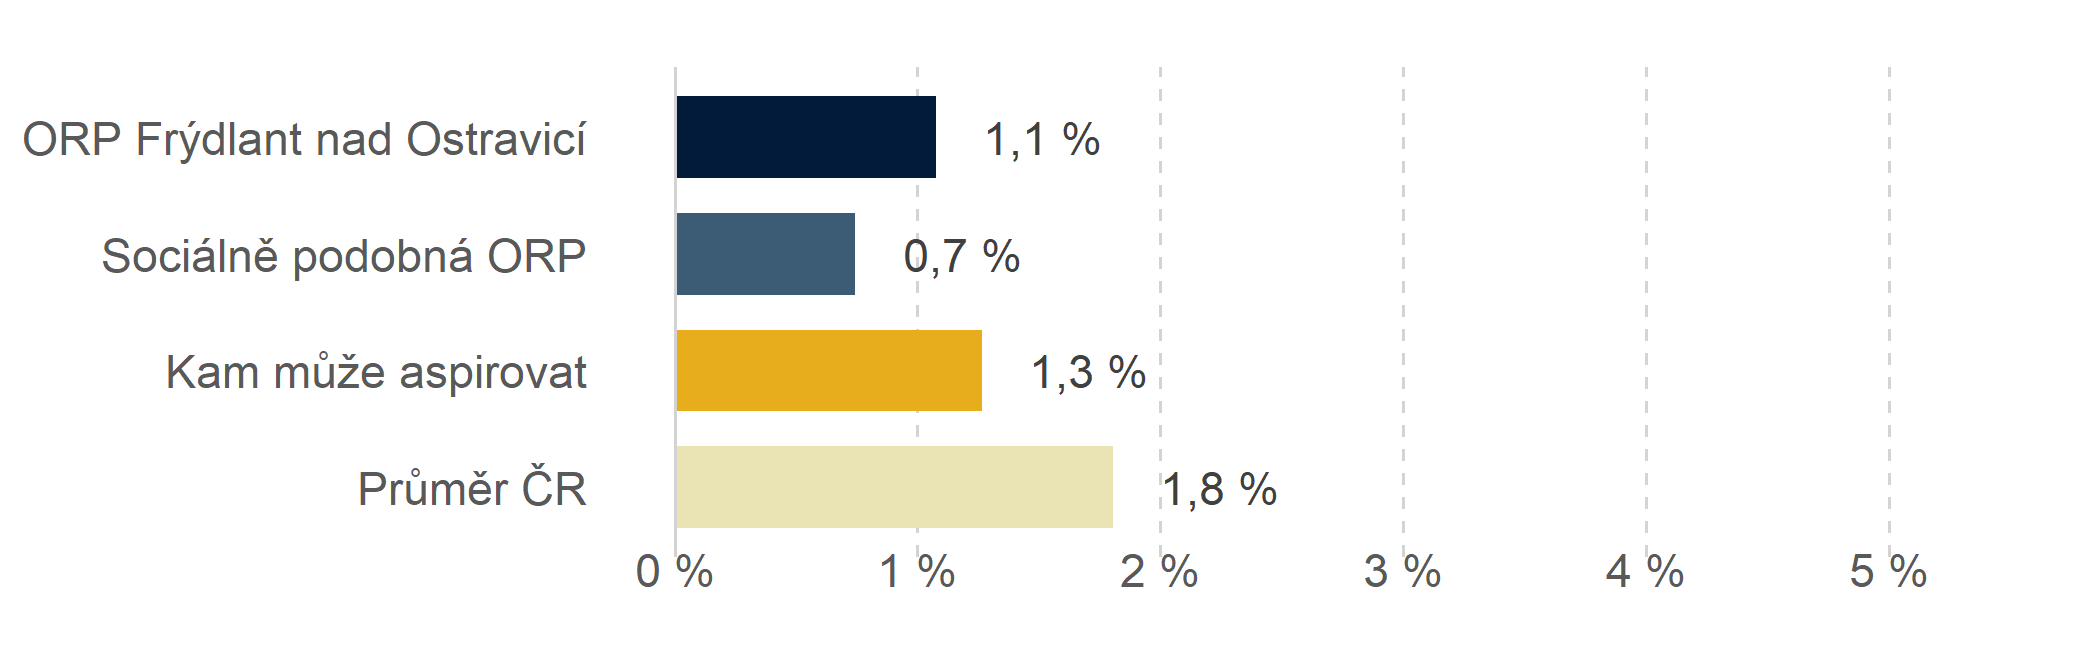 ORP Frýdlant nad Ostravicí 1,1 %
Sociálně podobná ORP 0,7 %
Kam může aspirovat 1,3 %
Průměr ČR 1,8 %
0 % 1 % 2 % 3 % 4 % 5 %